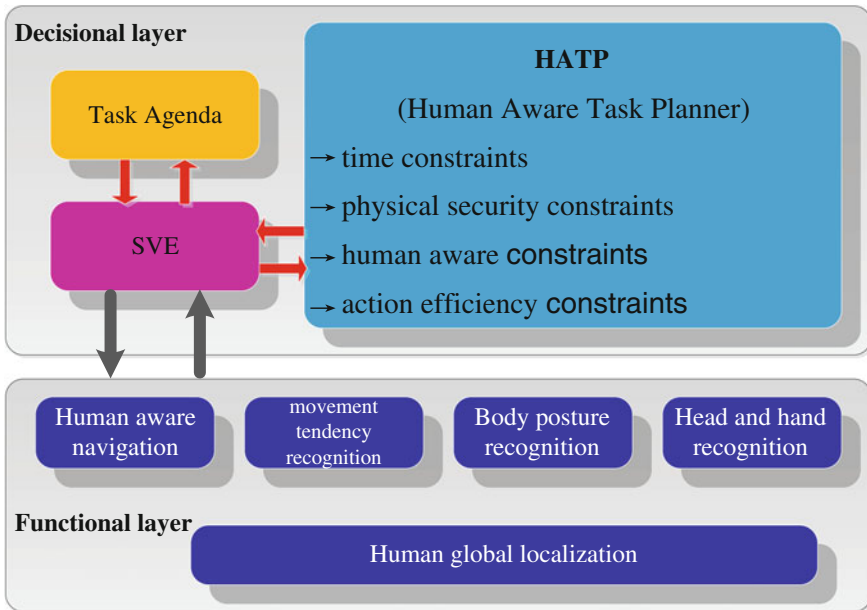 Decisional layer
Task Agenda
SVE
HATP
(Human Aware Task Planner)
→ time constraints
→ physical security constraints
→ human aware constraints
→ action efficiency constraints
Human aware
navigation
movement
tendency
recognition
Body posture
recognition
Head and hand
recognition
Functional layer
Human global localization